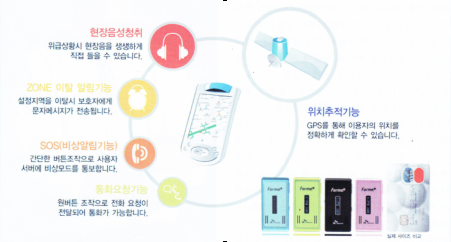 현장음성청취
위급상황시 현장음을 생생하게
직접 들을 수 있습니다.
ZONE 이탈 알림기능
설정지역을 이탈시 보호자에게
문자메시지가 전송됩니다.
SOS(비상알림기능)
간단한 버튼조작으로 사용자
서버에 비상모드를 통보합니다.
통화요청기능
원버튼 조작으로 전화 요청이
전달되어 통화가 가능합니다.
위치추적기능
GPS를 통해 이용자의 위치를
정확하게 확인할 수 있습니다.
Forme+ Forme+ Forme+ Forme+
실제 사이즈 비교